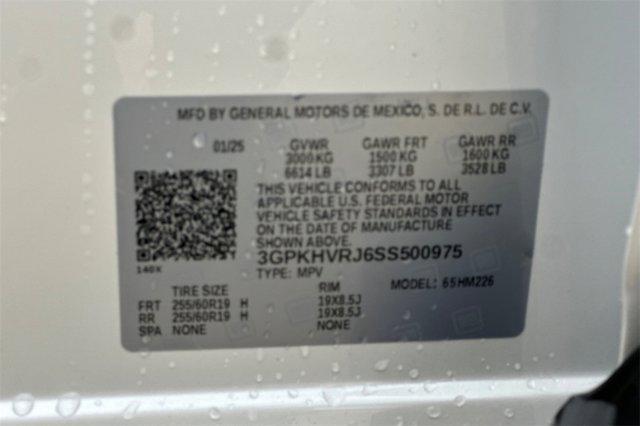 MFD BY GENERAL MOTORS DE MEXICO, S. DE R.L. DE C.V.
01/25 GVWR GAWR FRT GAWR RR
3000 KG 1500 KG 1600 KG
6614 LB 3307 LB 3528 LB
THIS VEHICLE CONFORMS TO ALL
APPLICABLE U.S. FEDERAL MOTOR
VEHICLE SAFETY STANDARDS IN EFFECT
ON THE DATE OF MANUFACTURE
SHOWN ABOVE.
3GPKHVRJ6SS500975
140X TYPE: MPV MODEL: 65HM226
TIRE SIZE RIM
FRT 255/60R19 H 19X8.5J
RR 255/60R19 H 19X8.5J
SPA NONE NONE